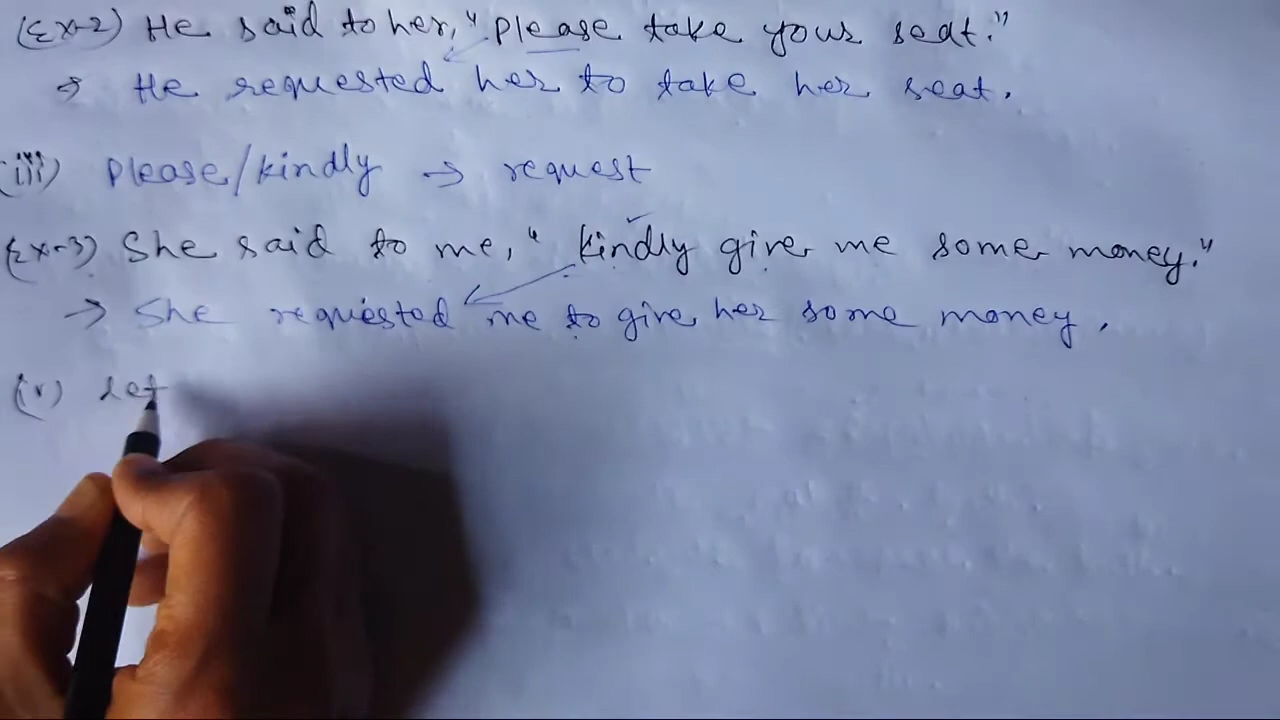 (Ex-2) He said to her, "Please take your seat."
→ He requested her to take her seat.
(iii) Please/kindly → request
(Ex-3) She said to me, "kindly give me some money."
→ She requested me to give her some money.
(v) Let